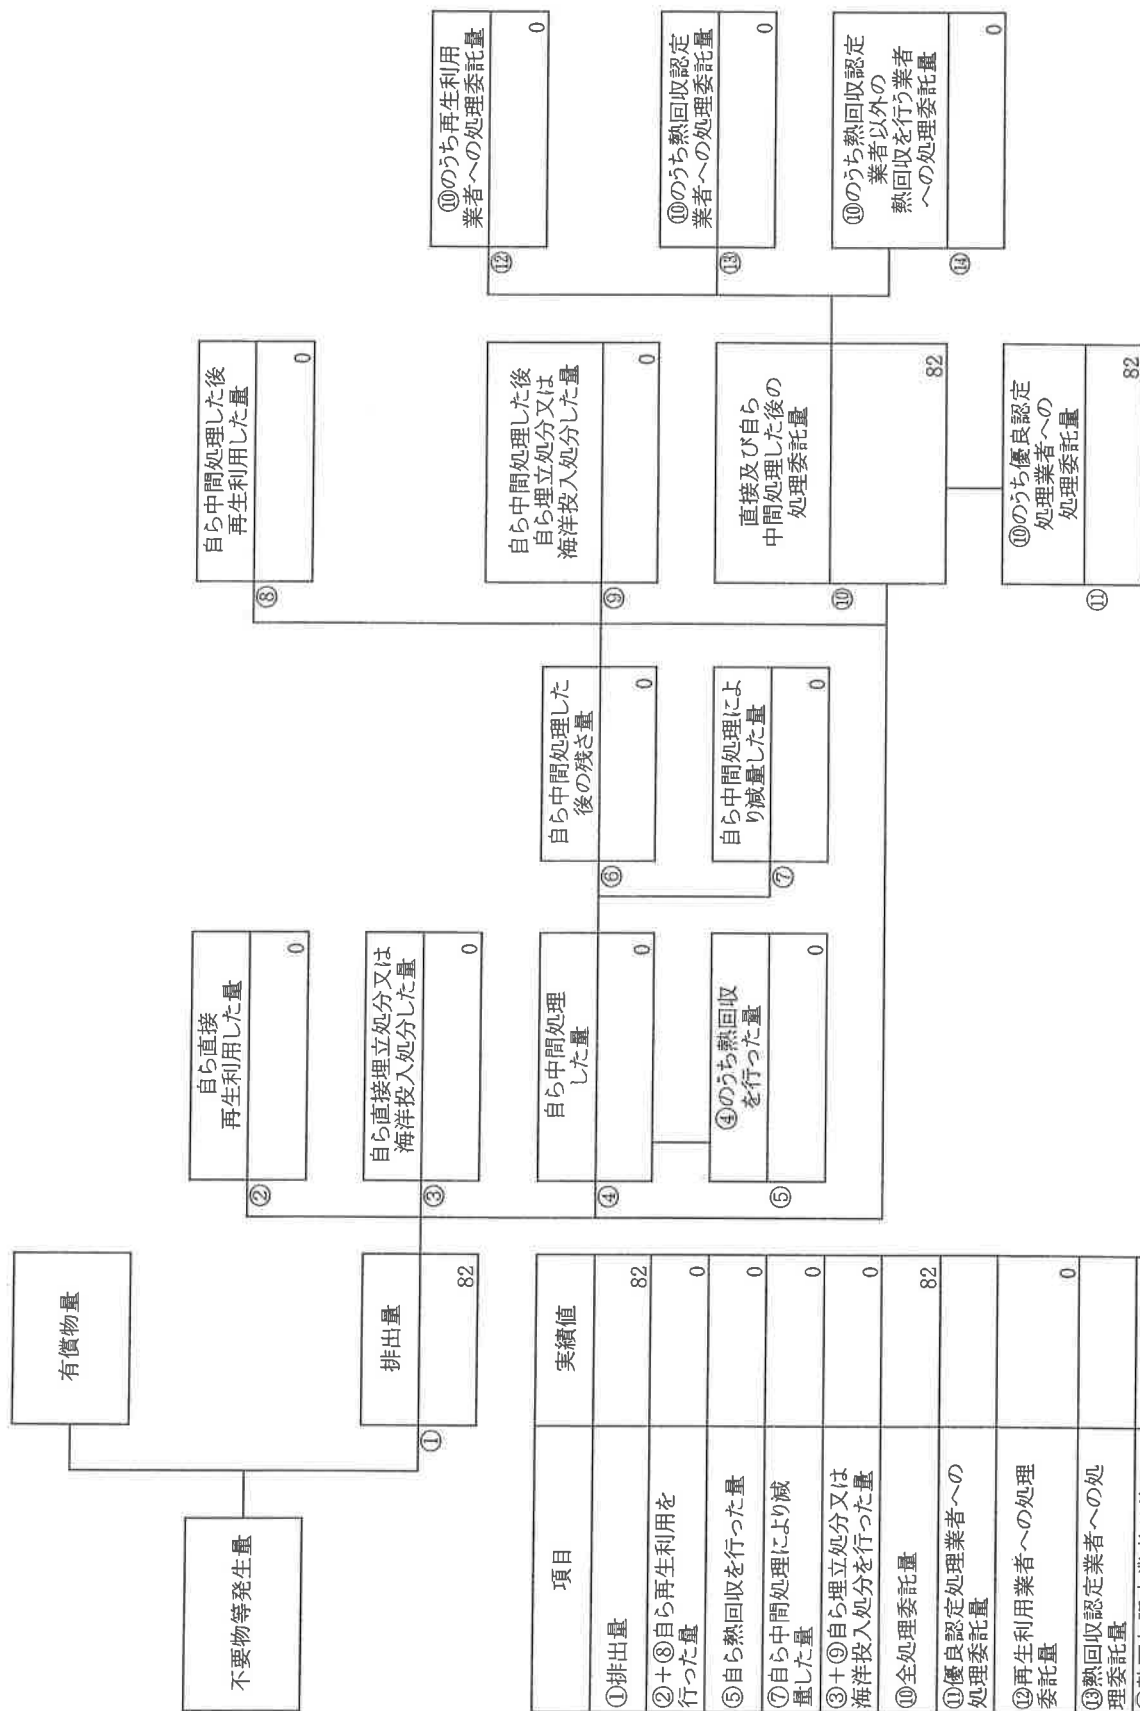 有償物量
不要物等発生量
排出量
①
82
自ら直接
再生利用した量
②
0
自ら直接埋立処分又は
海洋投入処分した量
③
0
自ら中間処理
した量
④
0
④のうち熱回収
を行った量
⑤
0
自ら中間処理した
後の残さ量
⑥
0
自ら中間処理によ
り減量した量
⑦
0
自ら中間処理した後
再生利用した量
⑧
0
自ら中間処理した後
自ら埋立処分又は
海洋投入処分した量
⑨
0
直接及び自ら
中間処理した後の
処理委託量
⑩
82
⑩のうち優良認定
処理業者への
処理委託量
⑪
82
⑩のうち再生利用
業者への処理委託量
⑫
0
⑩のうち熱回収認定
業者への処理委託量
⑬
0
⑩のうち熱回収認定
業者以外の
熱回収を行う業者
への処理委託量
⑭
0
項目 実績値
①排出量 82
②+⑧自ら再生利用を
行った量 0
⑤自ら熱回収を行った量 0
⑦自ら中間処理により減
量した量 0
③+⑨自ら埋立処分又は
海洋投入処分を行った量 0
⑩全処理委託量 82
⑪優良認定処理業者への
処理委託量
⑫再生利用業者への処理
委託量 0
⑬熱回収認定業者への処
理委託量